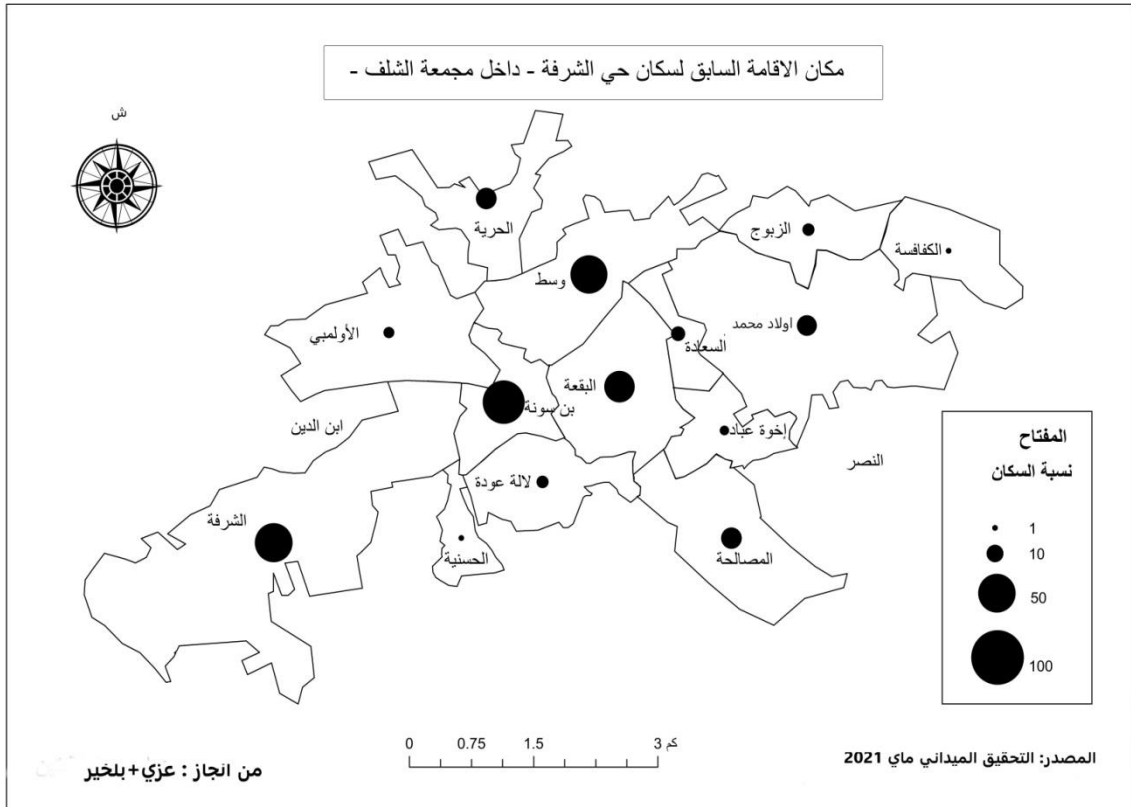 مكان الاقامة السابق لسكان حي الشرفة - داخل مجمعة الشلف -
ش
الحرية
الزبوج
الكفافسة
وسط
اولاد محمد
الأولمبي
السعادة
البقعة
بن سونة
ابن الدين
إخوة عباد
النصر
لالة عودة
الشرفة
الحسنية
المصالحة
المفتاح
نسبة السكان
1
10
50
100
0 0.75 1.5 3 كم
المصدر: التحقيق الميداني ماي 2021
من انجاز : عزي+بلخير